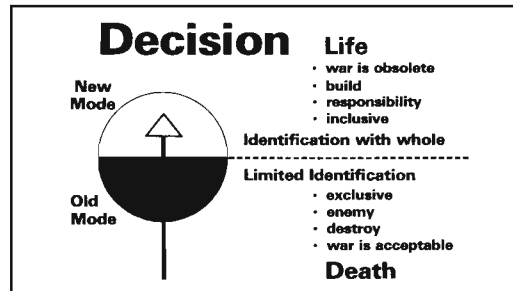 Decision
New
Mode
Old
Mode
Life
· war is obsolete
· build
· responsibility
· inclusive
Identification with whole
Limited Identification
· exclusive
· enemy
· destroy
· war is acceptable
Death